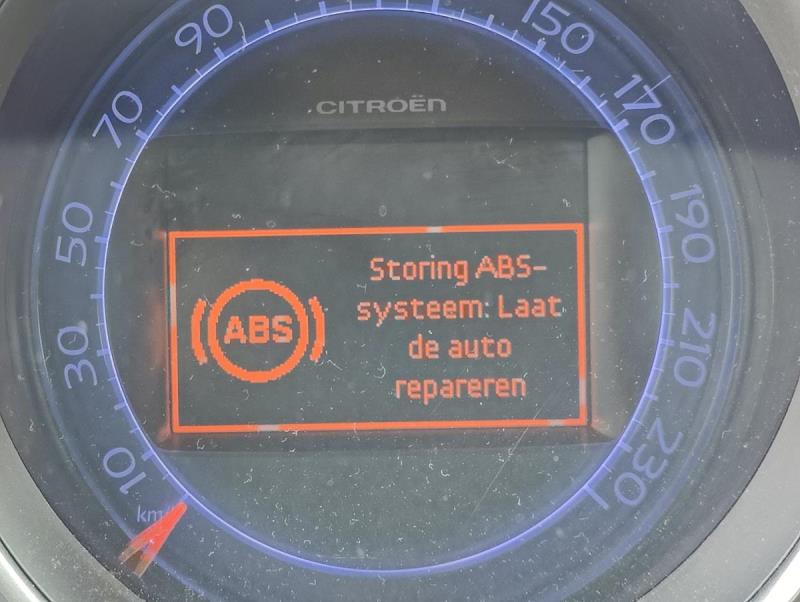 90
150
70
170
CITROËN
50
190
Storing ABS-
systeem: Laat
de auto
repareren
ABS
30
210
10
230
km/